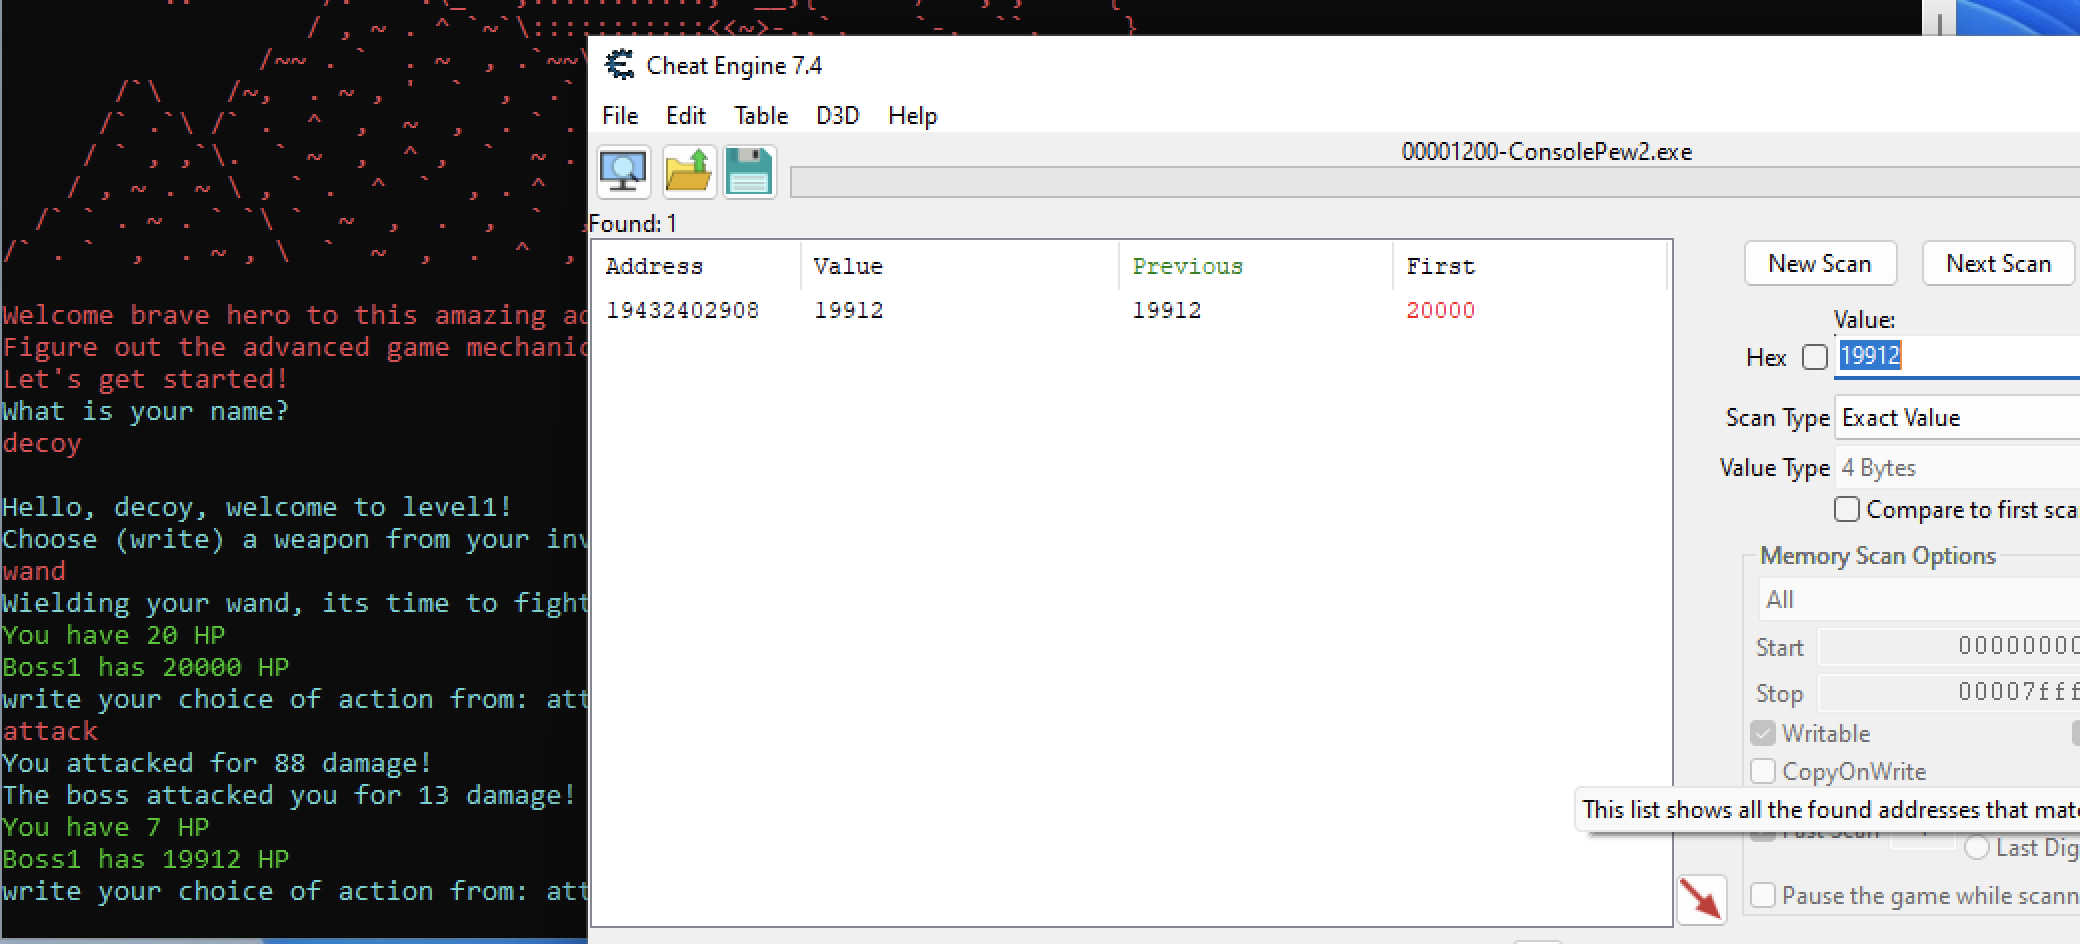 Welcome brave hero to this amazing
Figure out the advanced game mechanic
Let's get started!
What is your name?
decoy
Hello, decoy, welcome to level1!
Choose (write) a weapon from your inv
wand
Wielding your wand, its time to fight
You have 20 HP
Boss1 has 20000 HP
write your choice of action from: att
attack
You attacked for 88 damage!
The boss attacked you for 13 damage!
You have 7 HP
Boss1 has 19912 HP
write your choice of action from: att
Cheat Engine 7.4
File Edit Table D3D Help
00001200-ConsolePew2.exe
Found: 1
Address Value Previous First
19432402908 19912 19912 20000
New Scan Next Scan
Value:
Hex 19912
Scan Type Exact Value
Value Type 4 Bytes
Compare to first sca
Memory Scan Options
All
Start 00000000
Stop 00007fff
Writable
CopyOnWrite
This list shows all the found addresses that mat
Fast Scan
Last Dig
Pause the game while scann